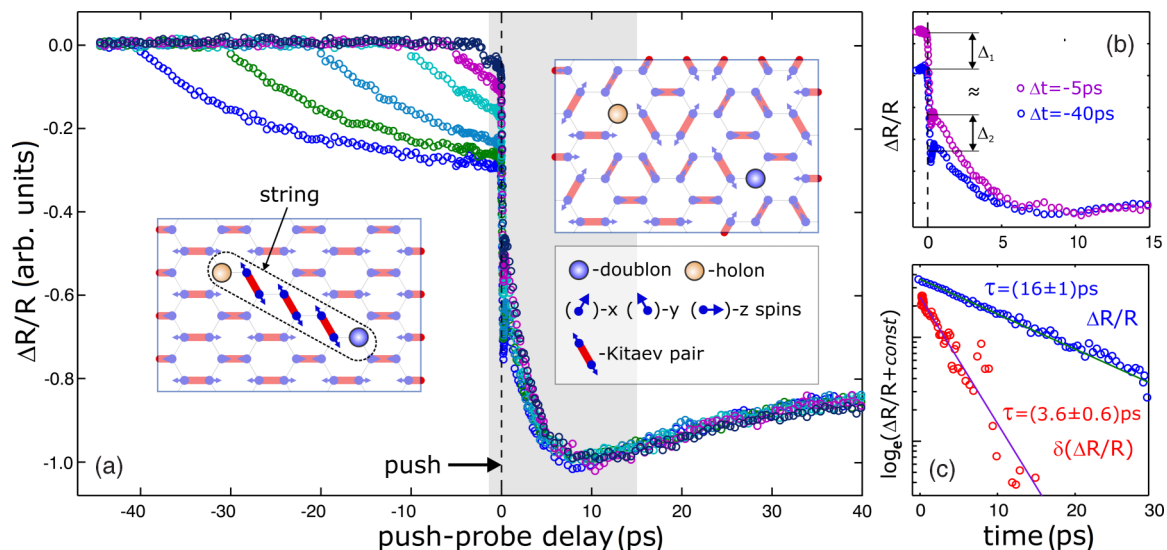 0.0
-0.2
-0.4
-0.6
-0.8
-1.0
ΔR/R (arb. units)
-40 -30 -20 -10 0 10 20 30 40
push-probe delay (ps)
(a)
push
string
-doublon -holon
( )-x ( )-y ( )-z spins
-Kitaev pair
(b)
Δ₁
≈
Δt=-5ps
Δt=-40ps
Δ₂
ΔR/R
0 5 10 15
τ=(16±1)ps
ΔR/R
τ=(3.6±0.6)ps
δ(ΔR/R)
(c)
logₑ(ΔR/R+const)
0 10 20 30
time (ps)